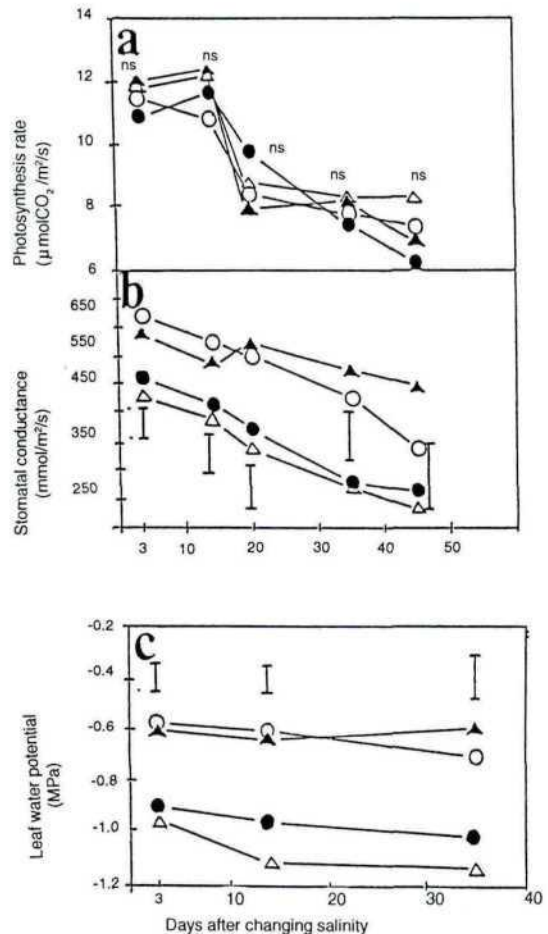 a
14
12
11
8
6
ns
ns
ns
ns
ns
Photosynthesis rate
(µmolCO₂/m²/s)
b
650
550
450
350
250
Stomatal conductance
(mmol/m²/s)
3 10 20 30 40 50
c
-0.2
-0.4
-0.6
-0.8
-1.0
-1.2
Leaf water potential
(MPa)
3 10 20 30 40
Days after changing salinity